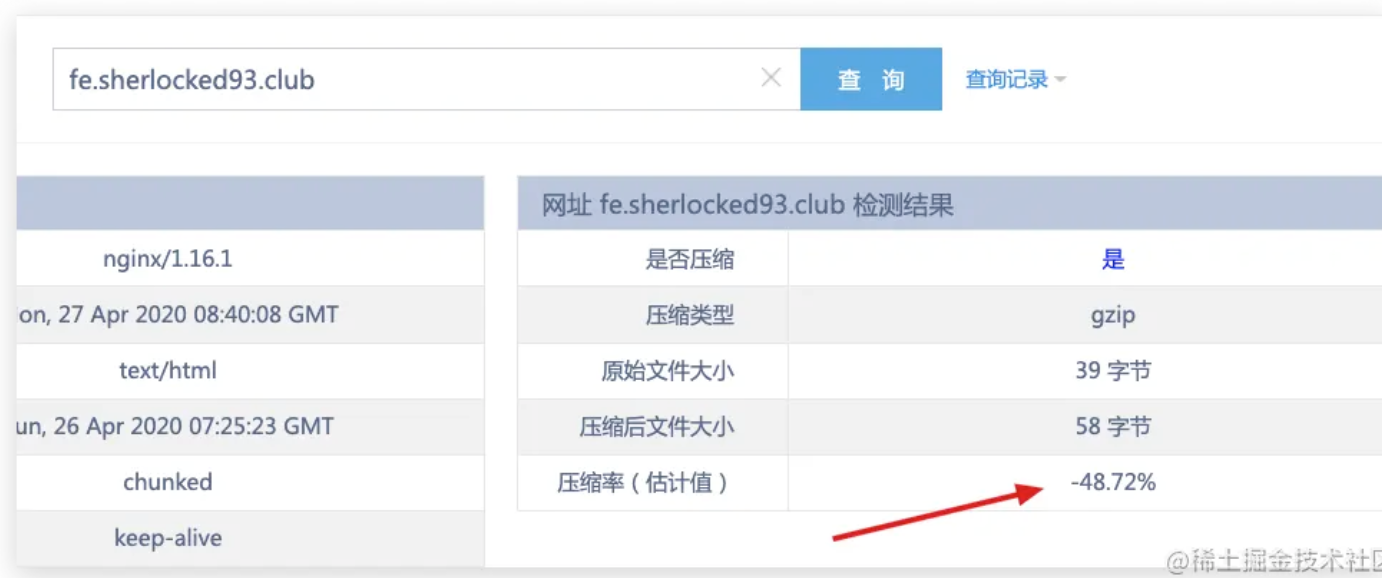 fe.sherlocked93.club
查 询
查询记录
nginx/1.16.1
on, 27 Apr 2020 08:40:08 GMT
text/html
un, 26 Apr 2020 07:25:23 GMT
chunked
keep-alive
网址 fe.sherlocked93.club 检测结果
是否压缩 是
压缩类型 gzip
原始文件大小 39 字节
压缩后文件大小 58 字节
压缩率（估计值） -48.72%
@稀土掘金技术社区